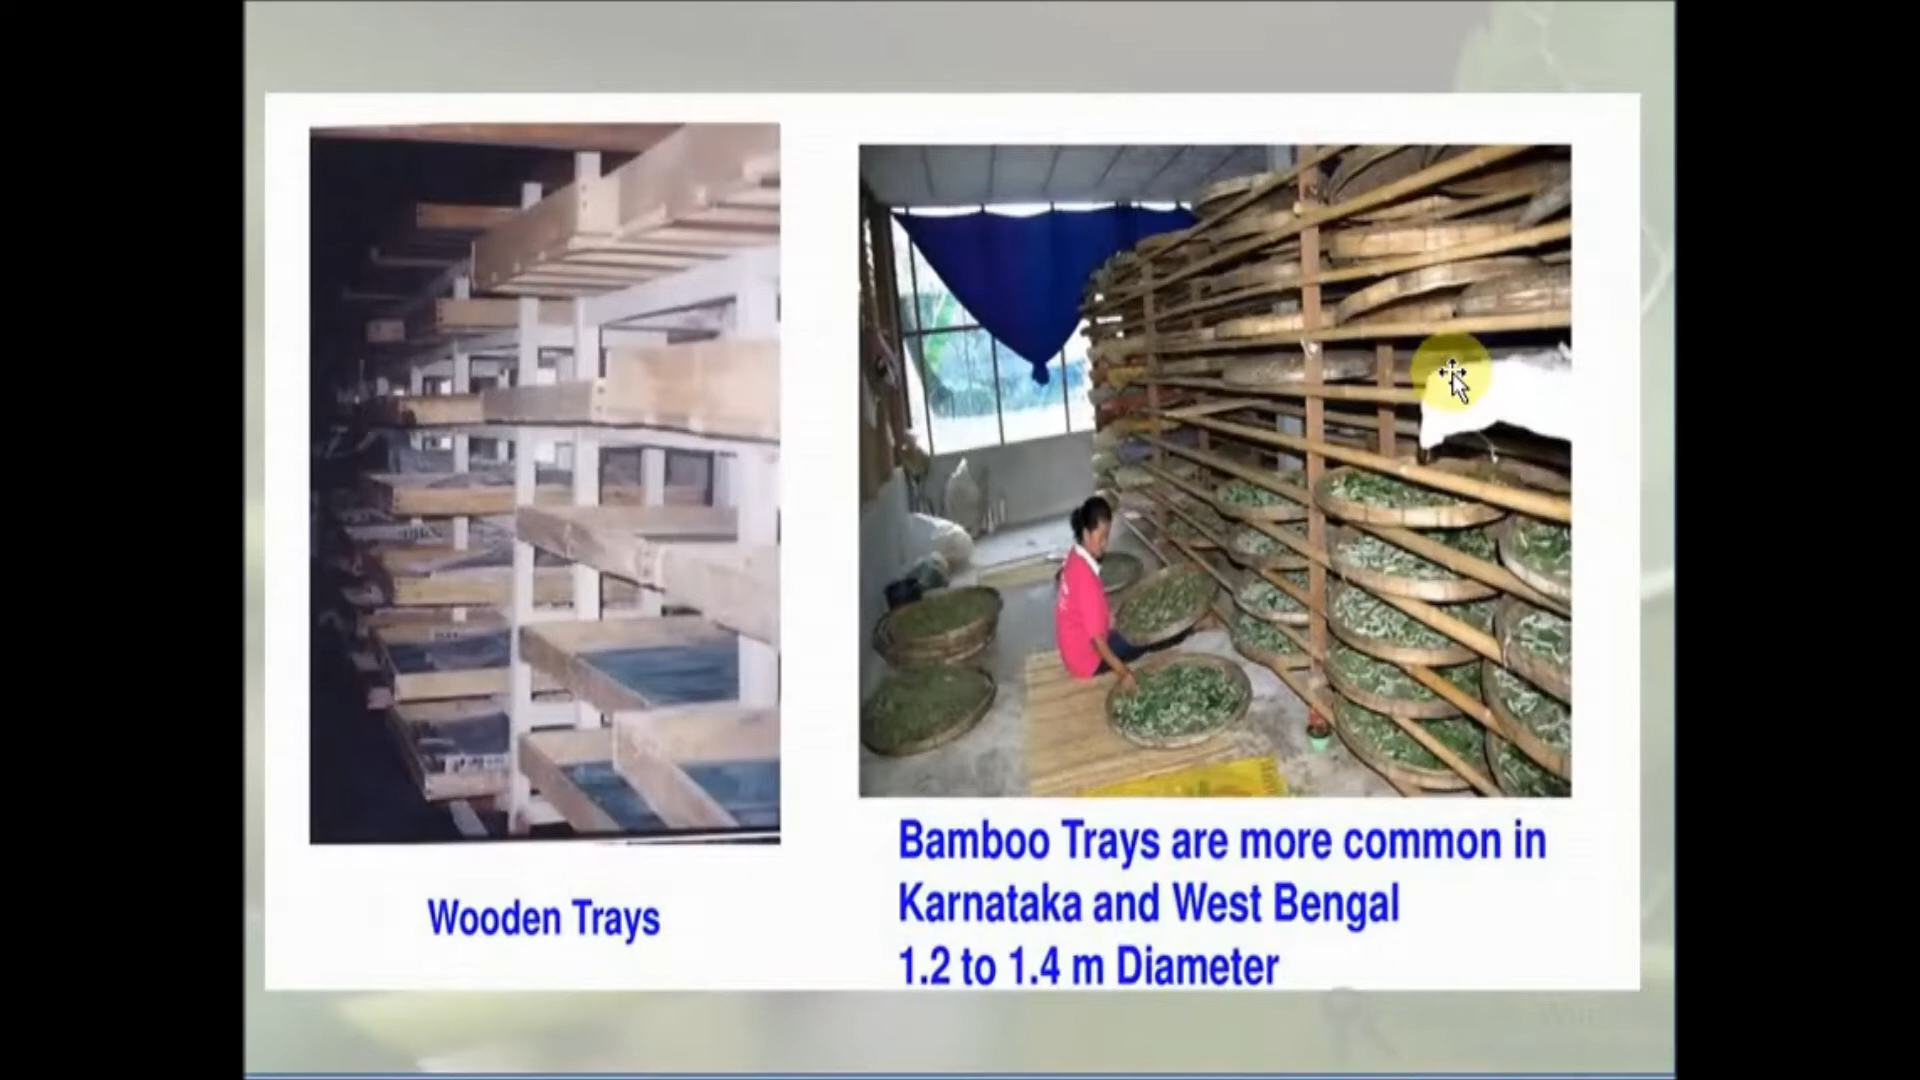 Wooden Trays
Bamboo Trays are more common in
Karnataka and West Bengal
1.2 to 1.4 m Diameter